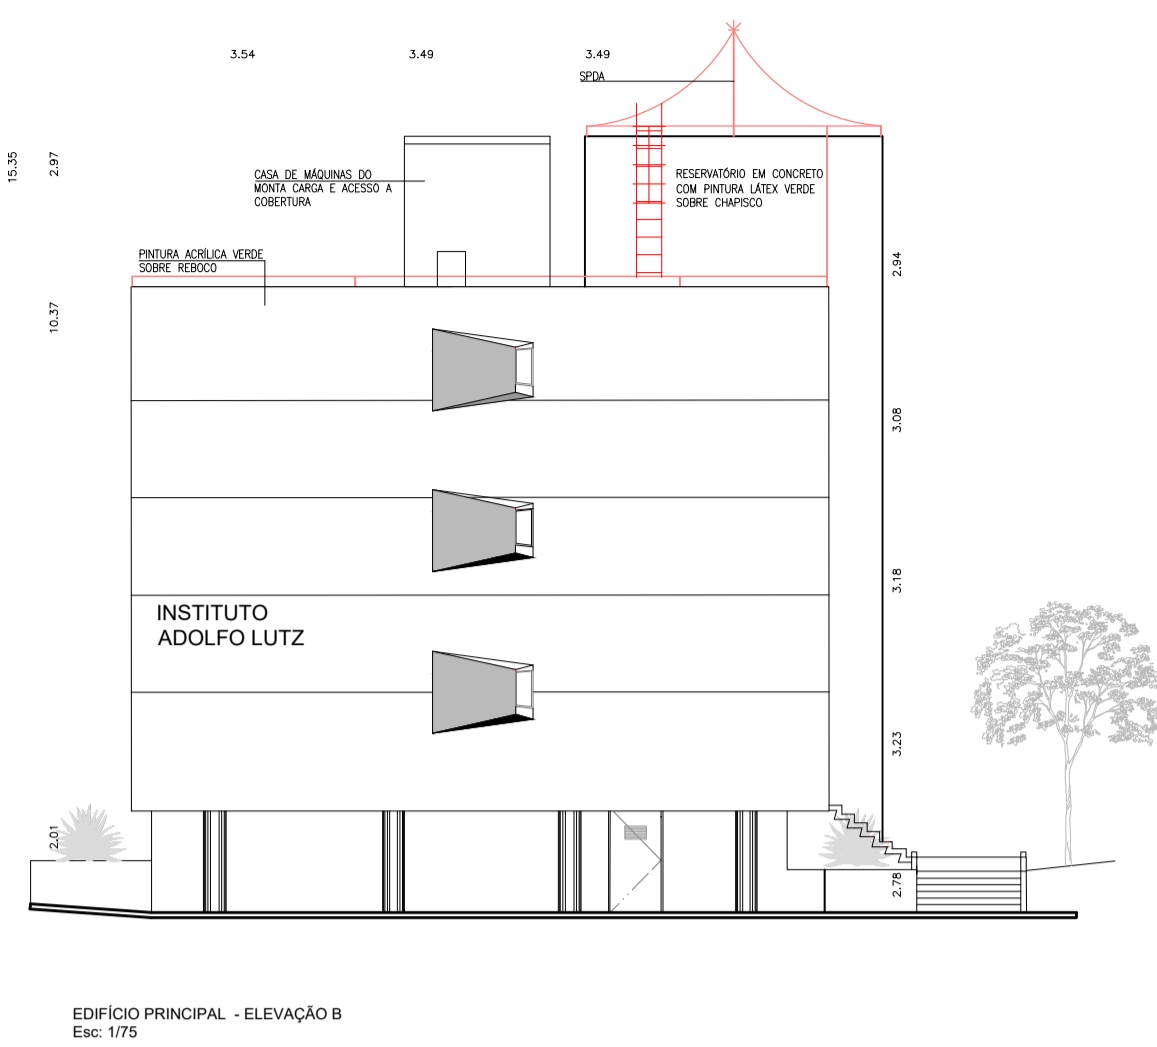 3.54
3.49
3.49
SPDA
15.35
2.97
CASA DE MÁQUINAS DO
MONTA CARGA E ACESSO A
COBERTURA
RESERVATÓRIO EM CONCRETO
COM PINTURA LÁTEX VERDE
SOBRE CHAPISCO
PINTURA ACRÍLICA VERDE
SOBRE REBOCO
2.94
10.37
3.08
3.18
INSTITUTO
ADOLFO LUTZ
3.23
2.01
2.78
EDIFÍCIO PRINCIPAL - ELEVAÇÃO B
Esc: 1/75